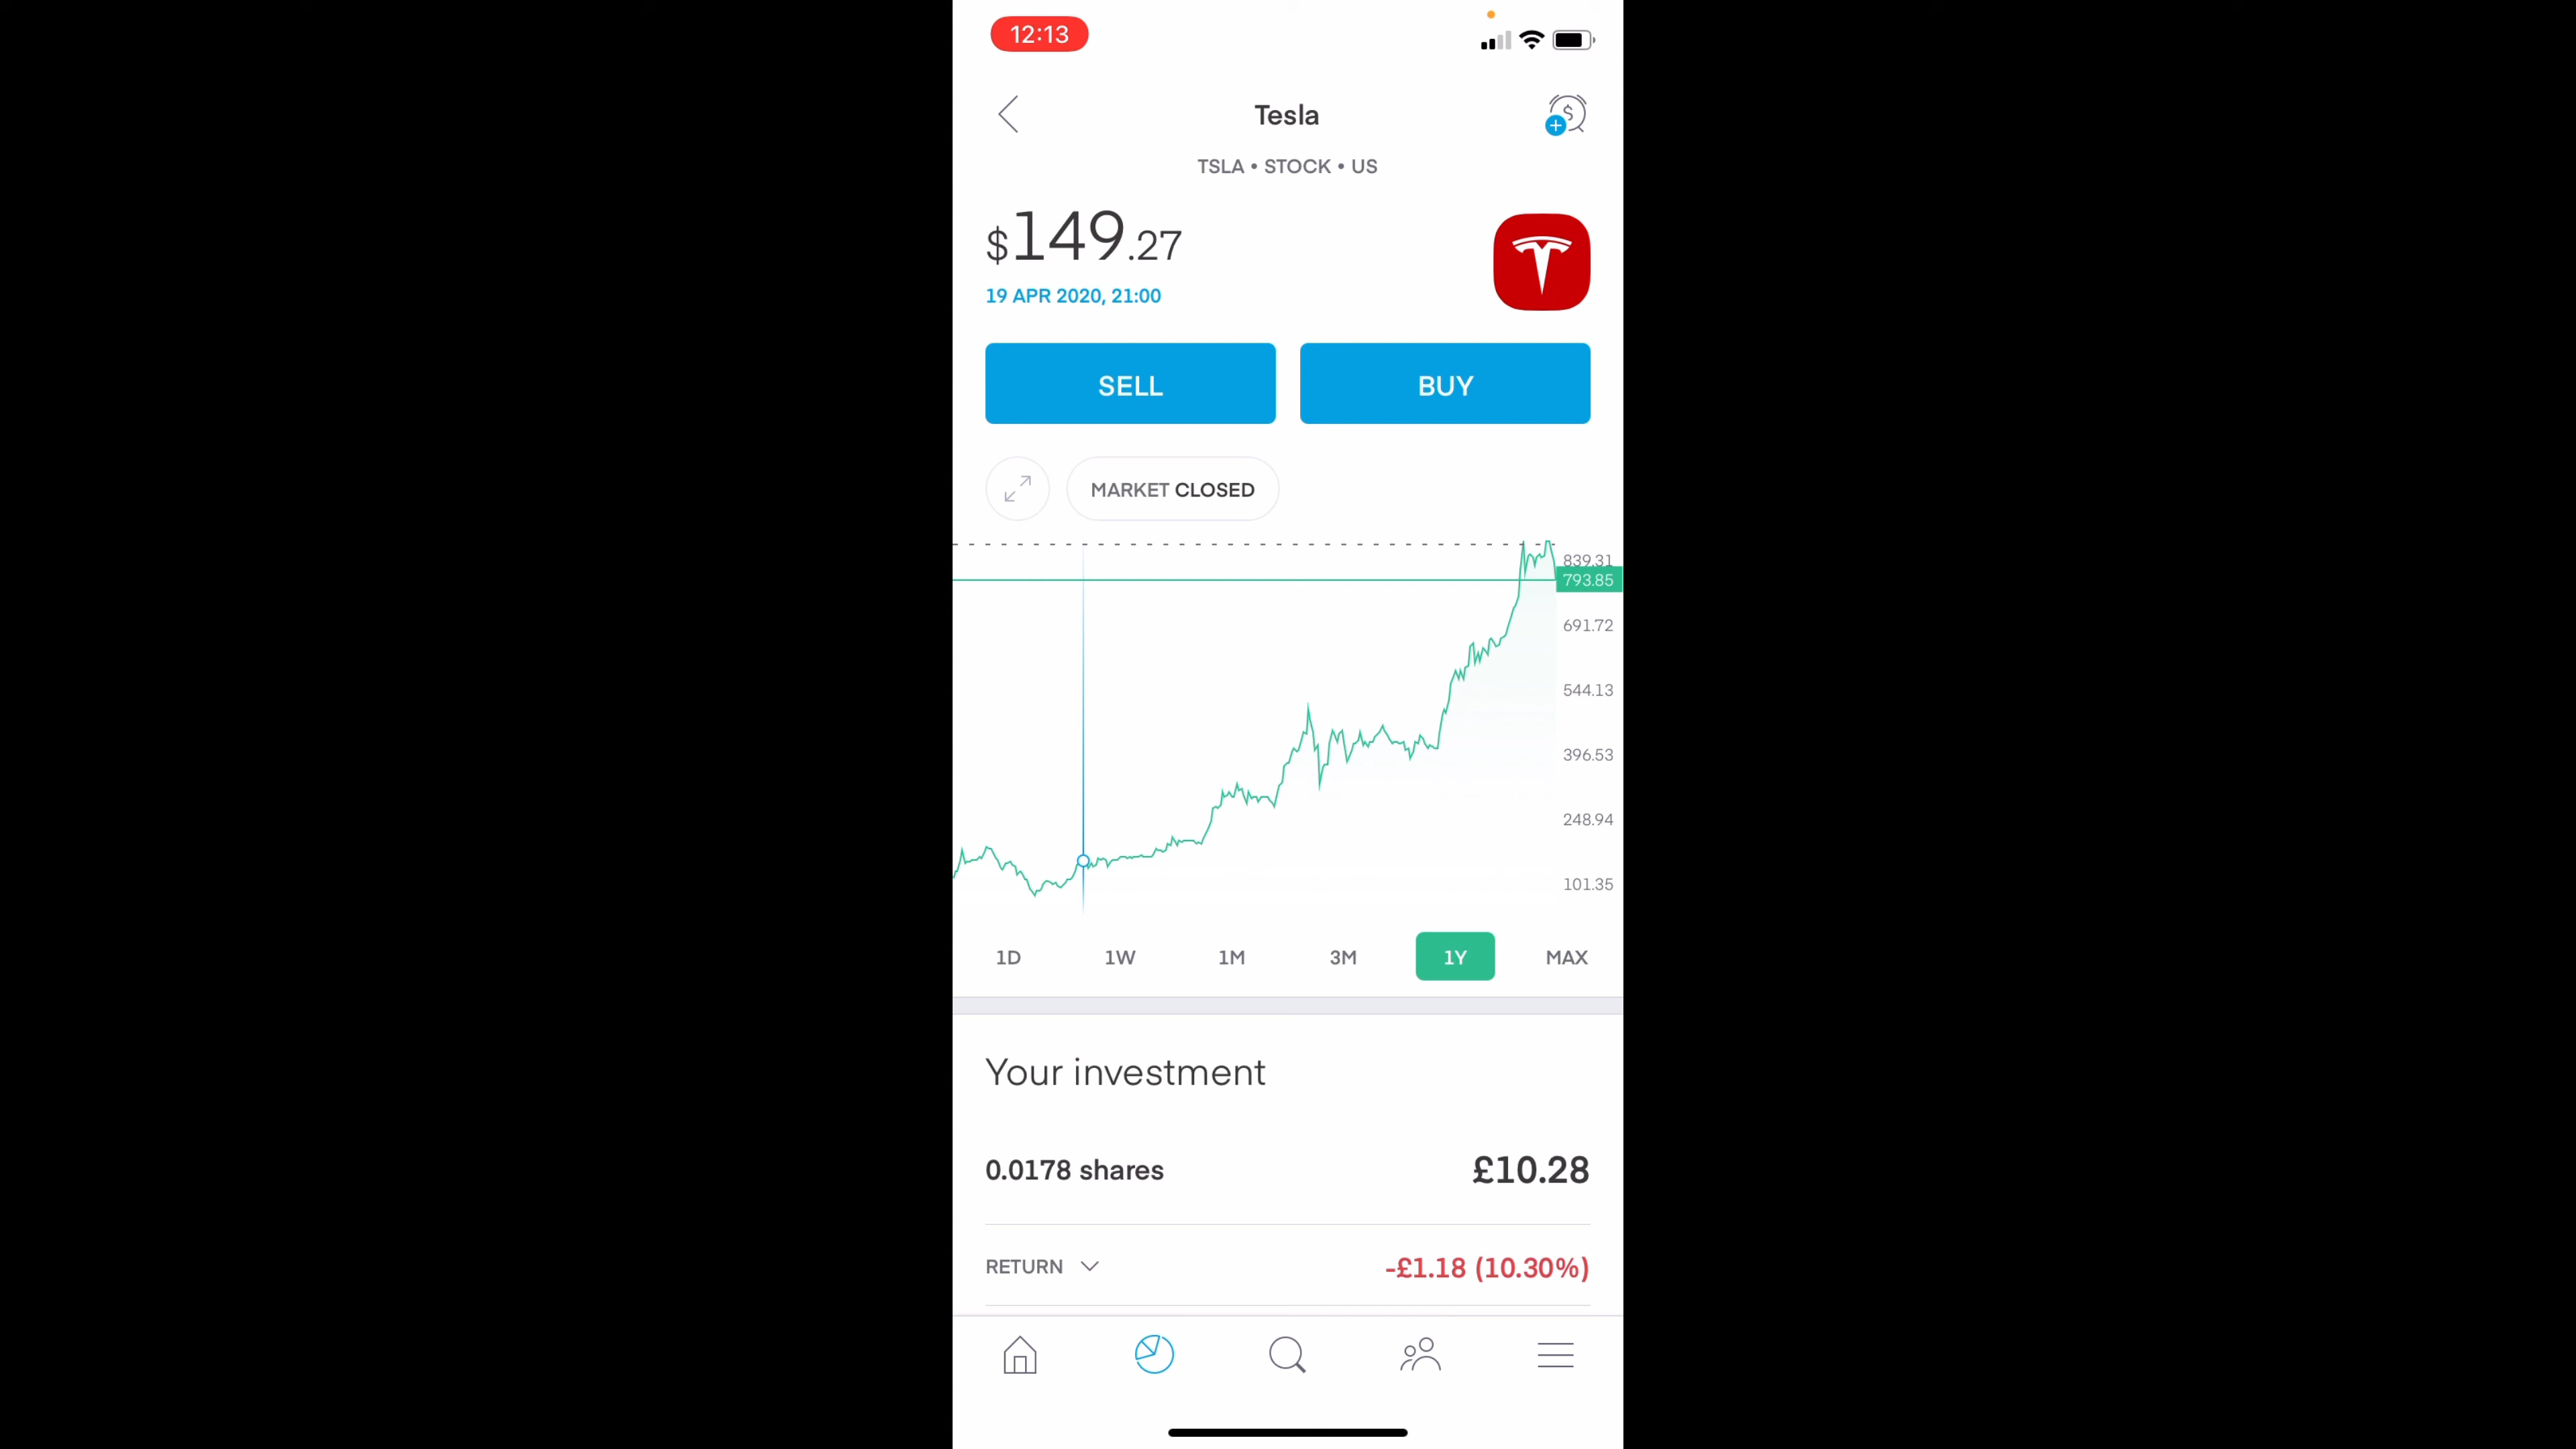 12:13
Tesla
TSLA • STOCK • US
$149.27
19 APR 2020, 21:00
SELL
BUY
MARKET CLOSED
839.31
793.85
691.72
544.13
396.53
248.94
101.35
1D
1W
1M
3M
1Y
MAX
Your investment
0.0178 shares
£10.28
RETURN
-£1.18 (10.30%)